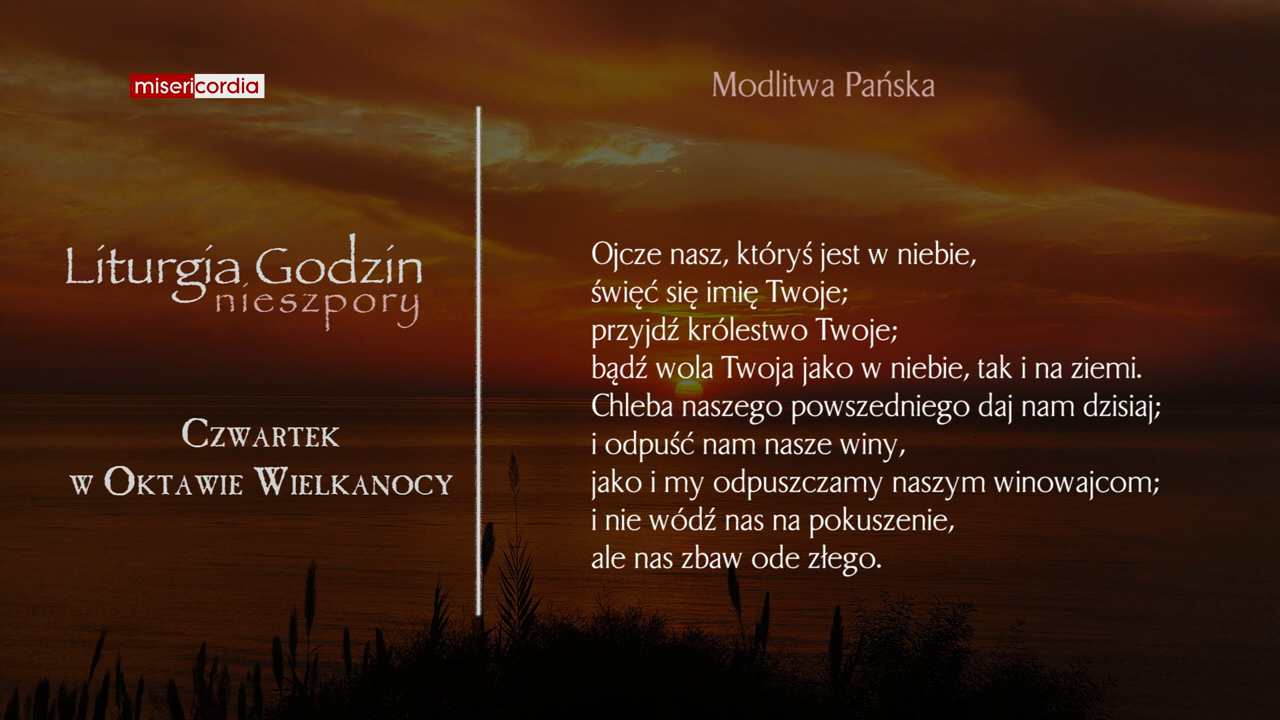 misericordia
Liturgia Godzin
nieszpory
Czwartek
w Oktawie Wielkanocy
Modlitwa Pańska
Ojcze nasz, któryś jest w niebie,
święć się imię Twoje;
przyjdź królestwo Twoje;
bądź wola Twoja jako w niebie, tak i na ziemi.
Chleba naszego powszedniego daj nam dzisiaj;
i odpuść nam nasze winy,
jako i my odpuszczamy naszym winowajcom;
i nie wódź nas na pokuszenie,
ale nas zbaw ode złego.